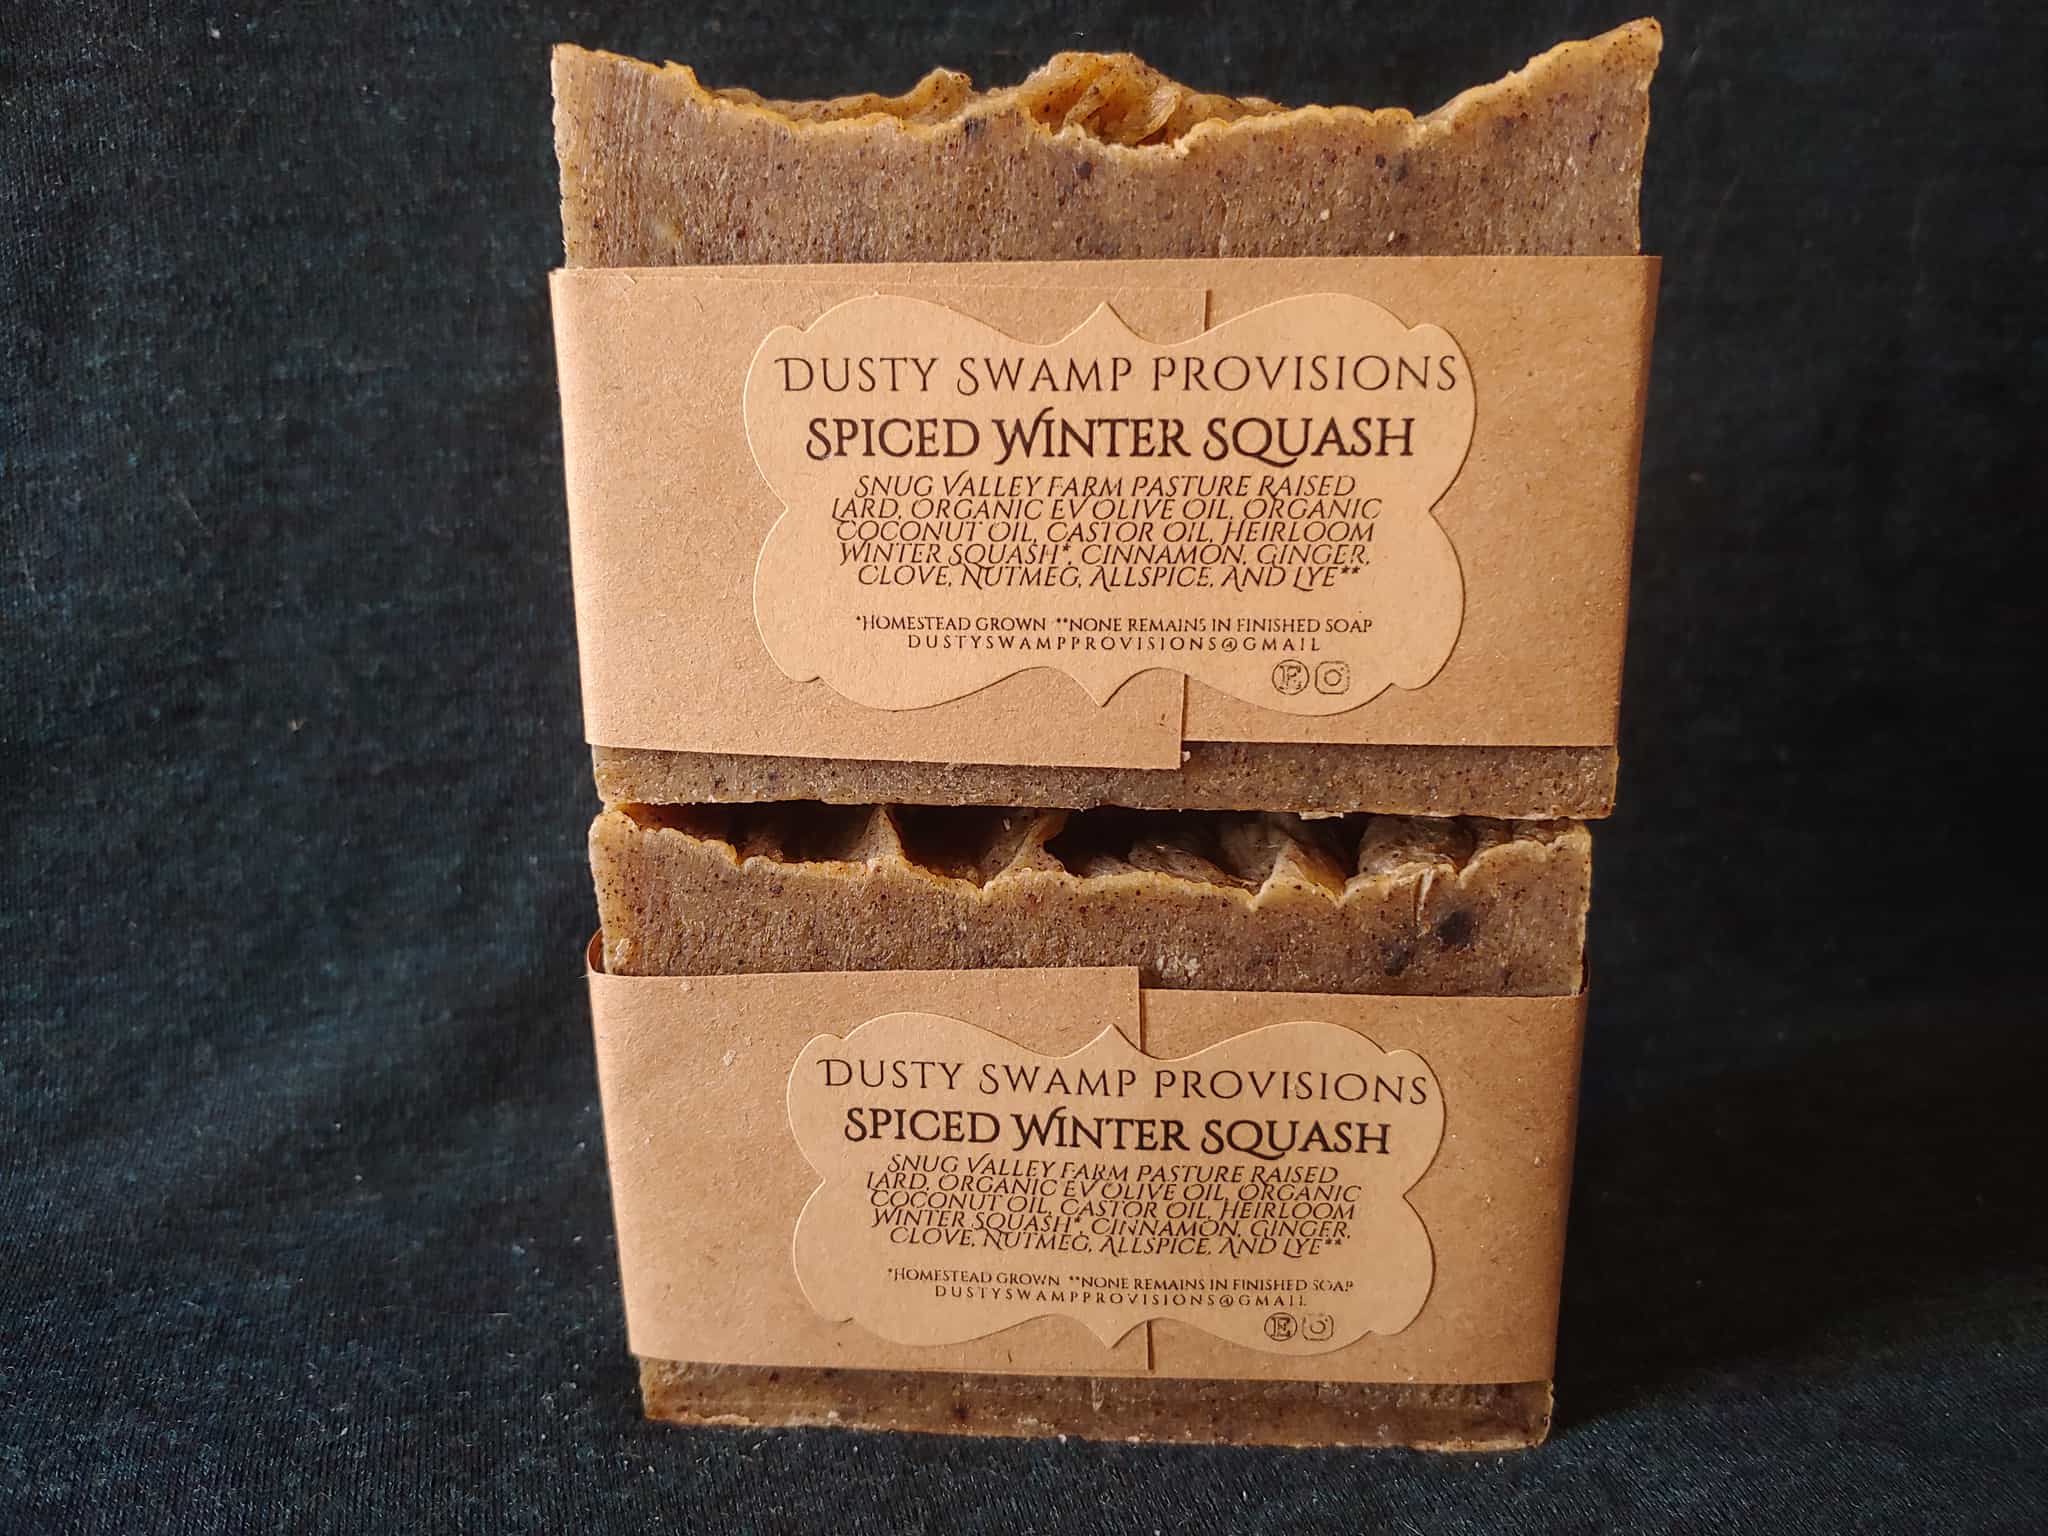 DUSTY SWAMP PROVISIONS
SPICED WINTER SQUASH
SNUG VALLEY FARM PASTURE RAISED
LARD, ORGANIC EV OLIVE OIL, ORGANIC
COCONUT OIL, CASTOR OIL, HEIRLOOM
WINTER SQUASH*, CINNAMON, GINGER,
CLOVE, NUTMEG, ALLSPICE, AND LYE**
*HOMESTEAD GROWN **NONE REMAINS IN FINISHED SOAP
DUSTYSWAMPPROVISIONS@GMAIL
E
DUSTY SWAMP PROVISIONS
SPICED WINTER SQUASH
SNUG VALLEY FARM PASTURE RAISED
LARD, ORGANIC EV OLIVE OIL, ORGANIC
COCONUT OIL, CASTOR OIL, HEIRLOOM
WINTER SQUASH*, CINNAMON, GINGER,
CLOVE, NUTMEG, ALLSPICE, AND LYE**
*HOMESTEAD GROWN **NONE REMAINS IN FINISHED SOAP
DUSTYSWAMPPROVISIONS@GMAIL
E